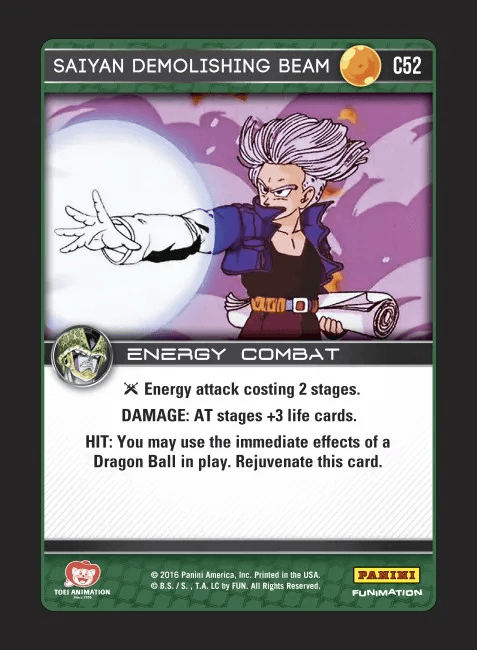 SAIYAN DEMOLISHING BEAM C52
ENERGY COMBAT
Energy attack costing 2 stages.
DAMAGE: AT stages +3 life cards.
HIT: You may use the immediate effects of a
Dragon Ball in play. Rejuvenate this card.
TOEI ANIMATION
© 2016 Panini America, Inc. Printed in the USA.
© B.S. / S. , T.A. LC by FUN. All Rights Reserved.
PANINI
FUNIMATION